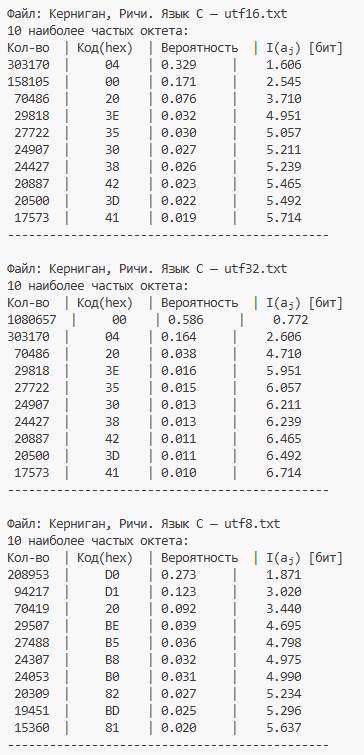 Файл: Керниган, Ричи. Язык C — utf16.txt
10 наиболее частых октета:
Кол-во | Код(hex) | Вероятность | I(aⱼ) [бит]
303170 | 04 | 0.329 | 1.606
158105 | 00 | 0.171 | 2.545
70486 | 20 | 0.076 | 3.710
29818 | 3E | 0.032 | 4.951
27722 | 35 | 0.030 | 5.057
24907 | 30 | 0.027 | 5.211
24427 | 38 | 0.026 | 5.239
20887 | 42 | 0.023 | 5.465
20500 | 3D | 0.022 | 5.492
17573 | 41 | 0.019 | 5.714
----------------------------------------------
Файл: Керниган, Ричи. Язык C — utf32.txt
10 наиболее частых октета:
Кол-во | Код(hex) | Вероятность | I(aⱼ) [бит]
1080657 | 00 | 0.586 | 0.772
303170 | 04 | 0.164 | 2.606
70486 | 20 | 0.038 | 4.710
29818 | 3E | 0.016 | 5.951
27722 | 35 | 0.015 | 6.057
24907 | 30 | 0.013 | 6.211
24427 | 38 | 0.013 | 6.239
20887 | 42 | 0.011 | 6.465
20500 | 3D | 0.011 | 6.492
17573 | 41 | 0.010 | 6.714
----------------------------------------------
Файл: Керниган, Ричи. Язык C — utf8.txt
10 наиболее частых октета:
Кол-во | Код(hex) | Вероятность | I(aⱼ) [бит]
208953 | D0 | 0.273 | 1.871
94217 | D1 | 0.123 | 3.020
70419 | 20 | 0.092 | 3.440
29507 | BE | 0.039 | 4.695
27488 | B5 | 0.036 | 4.798
24307 | B8 | 0.032 | 4.975
24053 | B0 | 0.031 | 4.990
20309 | 82 | 0.027 | 5.234
19451 | BD | 0.025 | 5.296
15360 | 81 | 0.020 | 5.637
----------------------------------------------